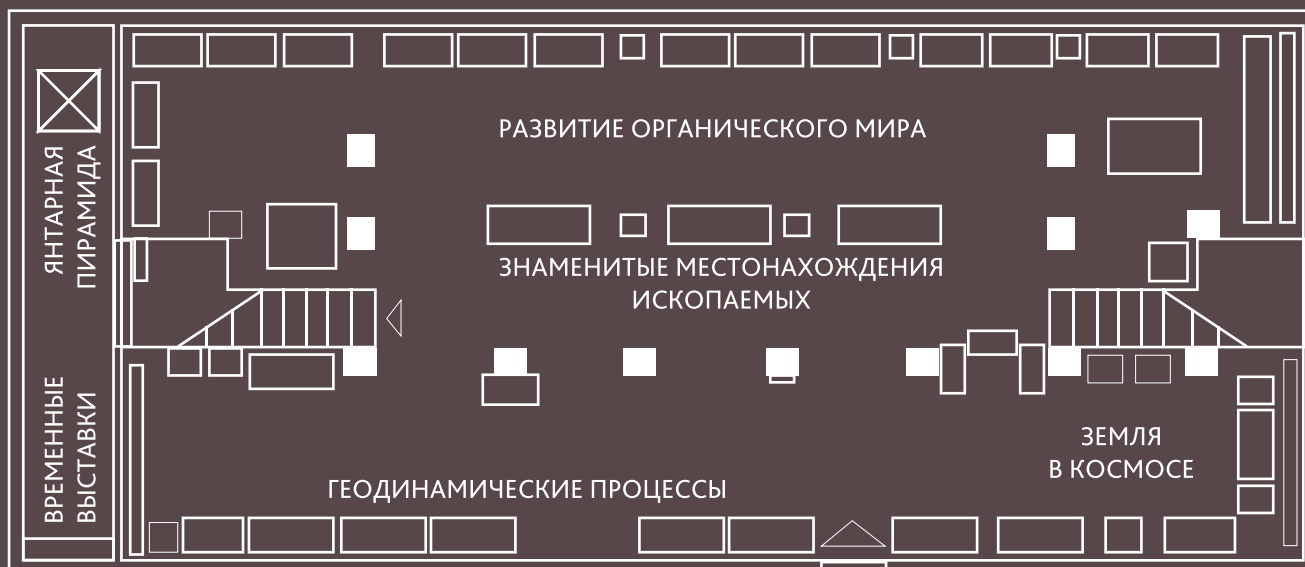 РАЗВИТИЕ ОРГАНИЧЕСКОГО МИРА
ЯНТАРНАЯ
ПИРАМИДА
ЗНАМЕНИТЫЕ МЕСТОНАХОЖДЕНИЯ
ИСКОПАЕМЫХ
ВРЕМЕННЫЕ
ВЫСТАВКИ
ЗЕМЛЯ
В КОСМОСЕ
ГЕОДИНАМИЧЕСКИЕ ПРОЦЕССЫ